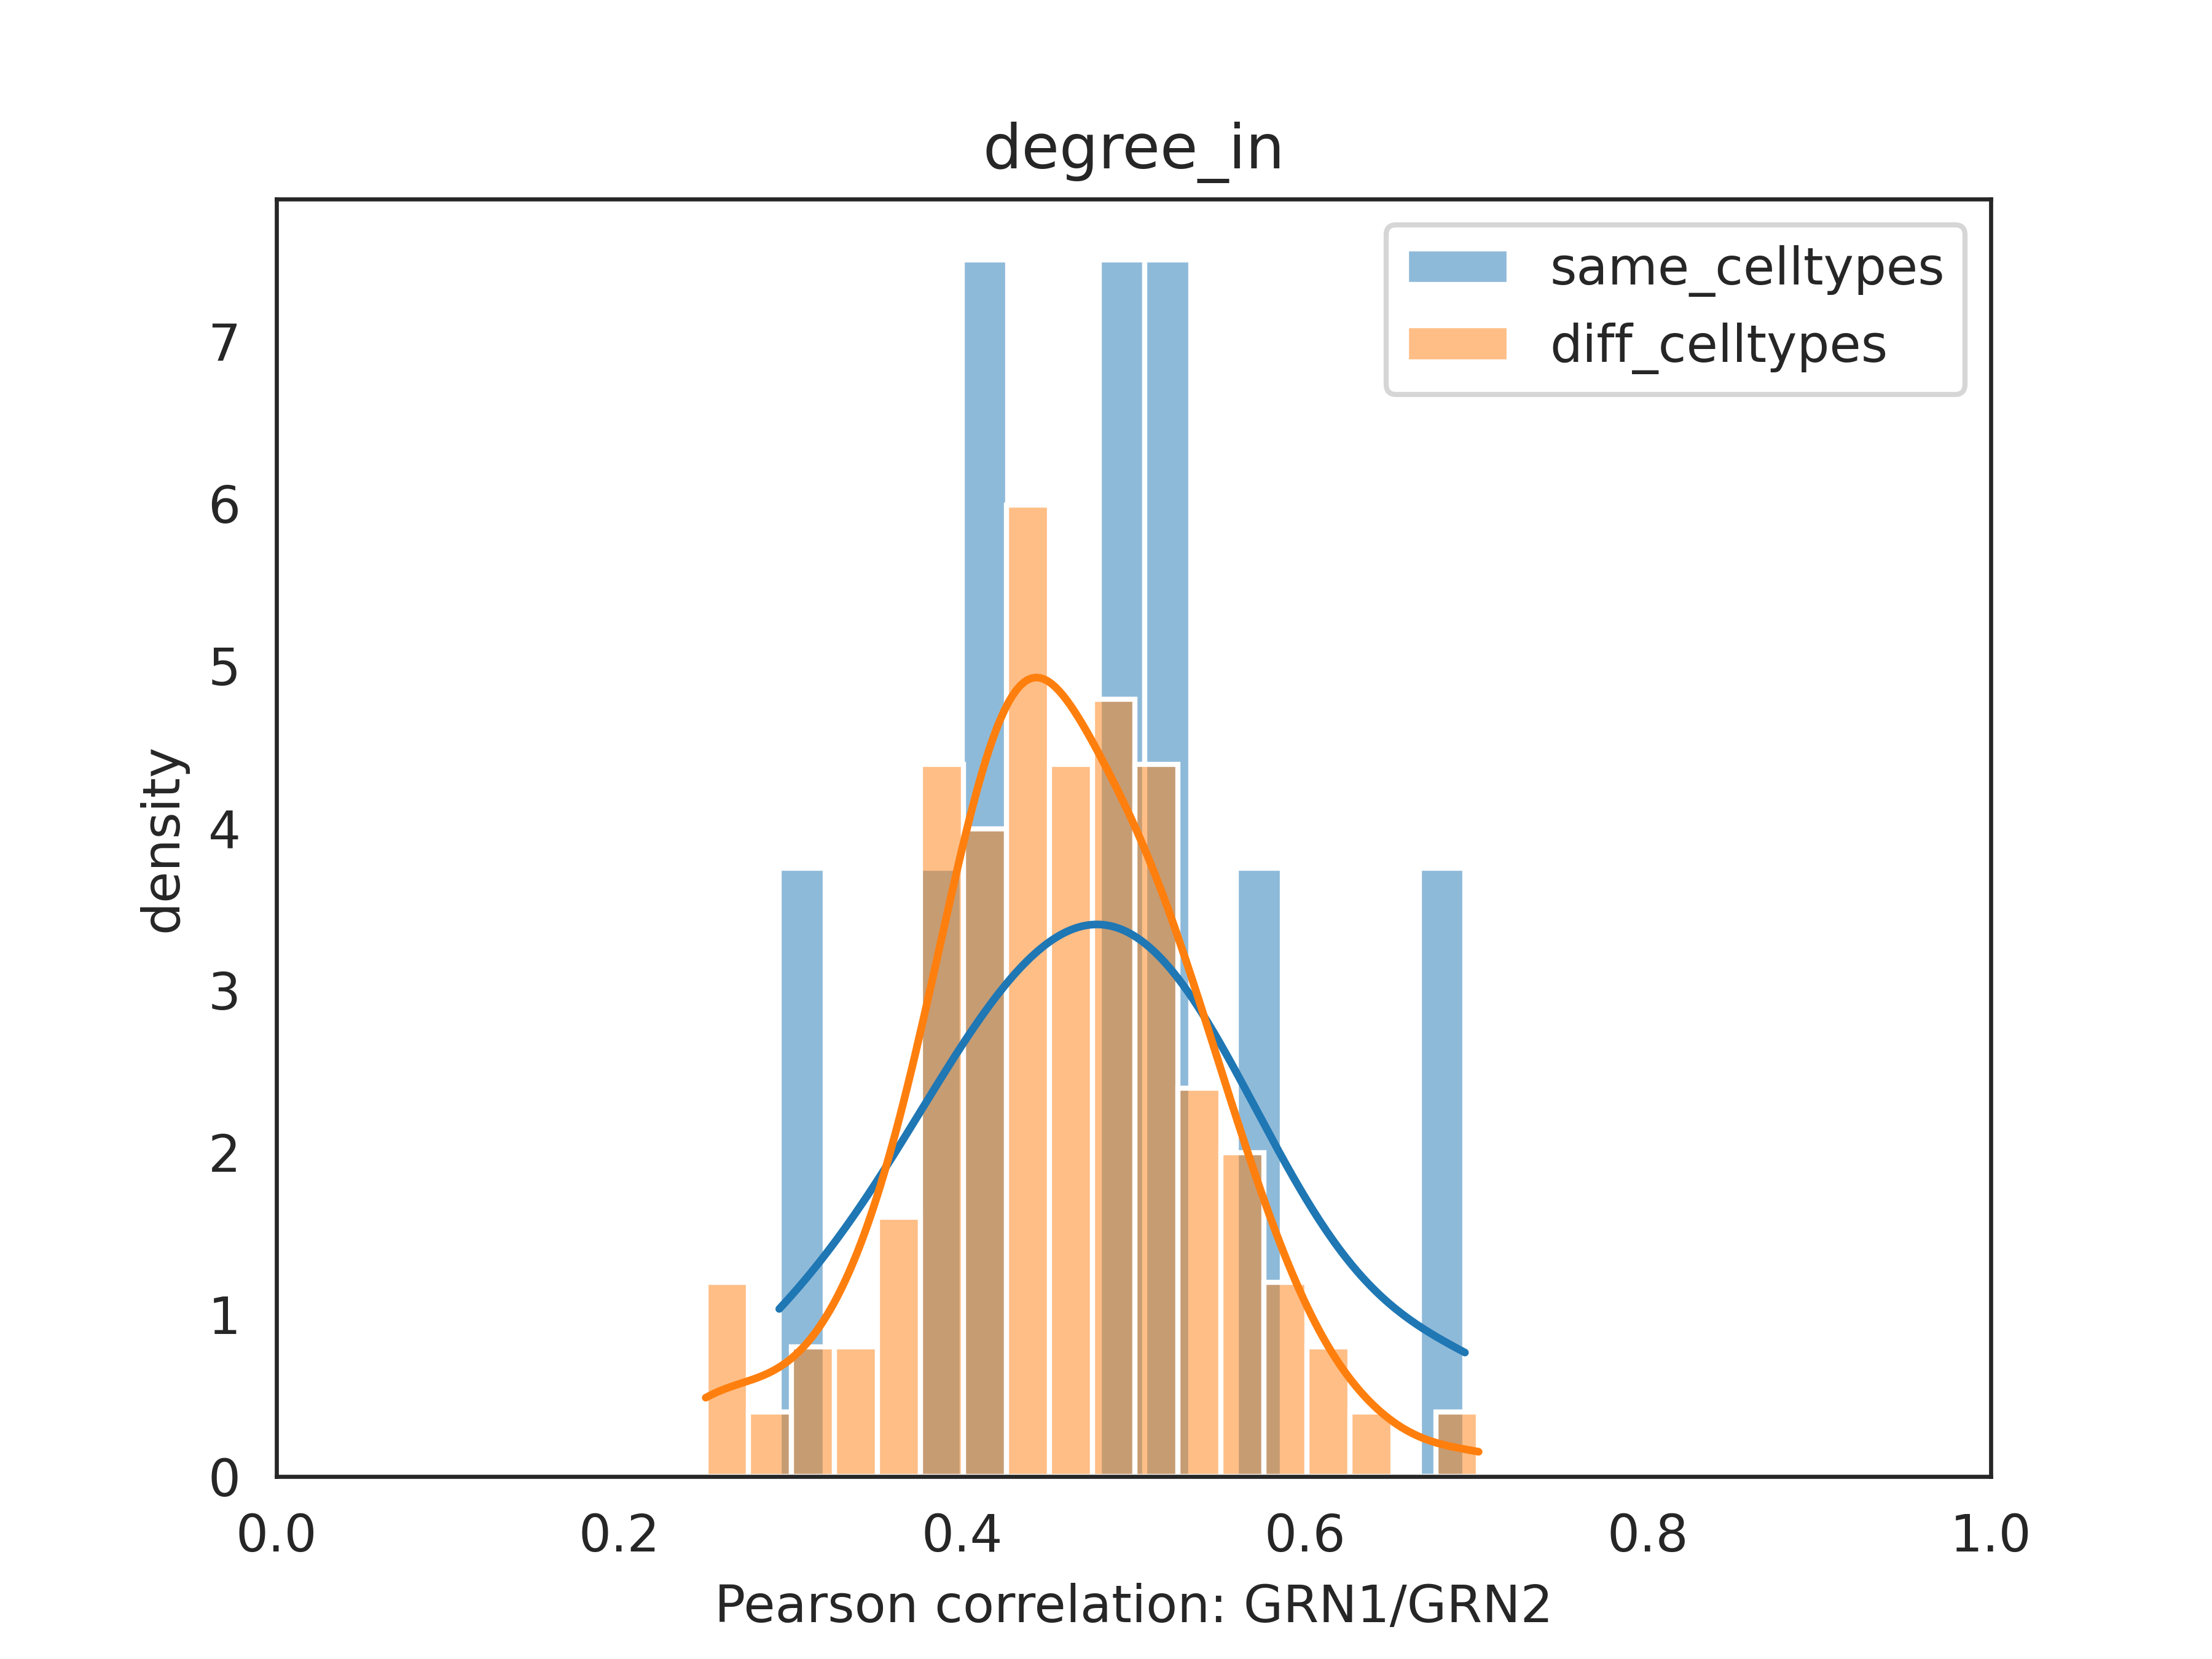 degree_in
same_celltypes
diff_celltypes
7
6
5
4
3
2
1
0
density
0.0 0.2 0.4 0.6 0.8 1.0
Pearson correlation: GRN1/GRN2